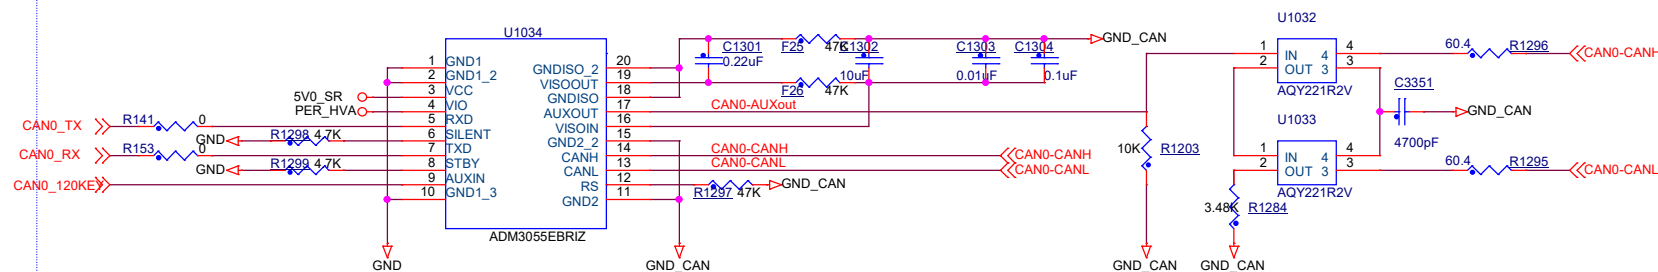 U1034
1
2
3
4
5
6
7
8
9
10
GND1
GND1_2
VCC
VIO
RXD
SILENT
TXD
STBY
AUXIN
GND1_3
GNDISO_2
VISOOUT
GNDISO
AUXOUT
VISOIN
GND2_2
CANH
CANL
RS
GND2
20
19
18
17
16
15
14
13
12
11
ADM3055EBRIZ
5V0_SR
PER_HVA
CAN0_TX
R141
0
GND
R1298
4.7K
CAN0_RX
R153
0
GND
R1299
4.7K
CAN0_120KEY
GND
C1301
0.22uF
F25
47K
C1302
10uF
F26
47K
C1303
0.01uF
C1304
0.1uF
GND_CAN
CAN0-AUXout
CAN0-CANH
CAN0-CANL
CAN0-CANH
CAN0-CANL
R1297
47K
GND_CAN
GND_CAN
10K
R1203
GND_CAN
U1032
1
2
IN
OUT
4
3
4
3
AQY221R2V
60.4
R1296
CAN0-CANH
C3351
4700pF
GND_CAN
U1033
1
2
IN
OUT
4
3
4
3
AQY221R2V
60.4
R1295
CAN0-CANL
3.48K
R1284
GND_CAN